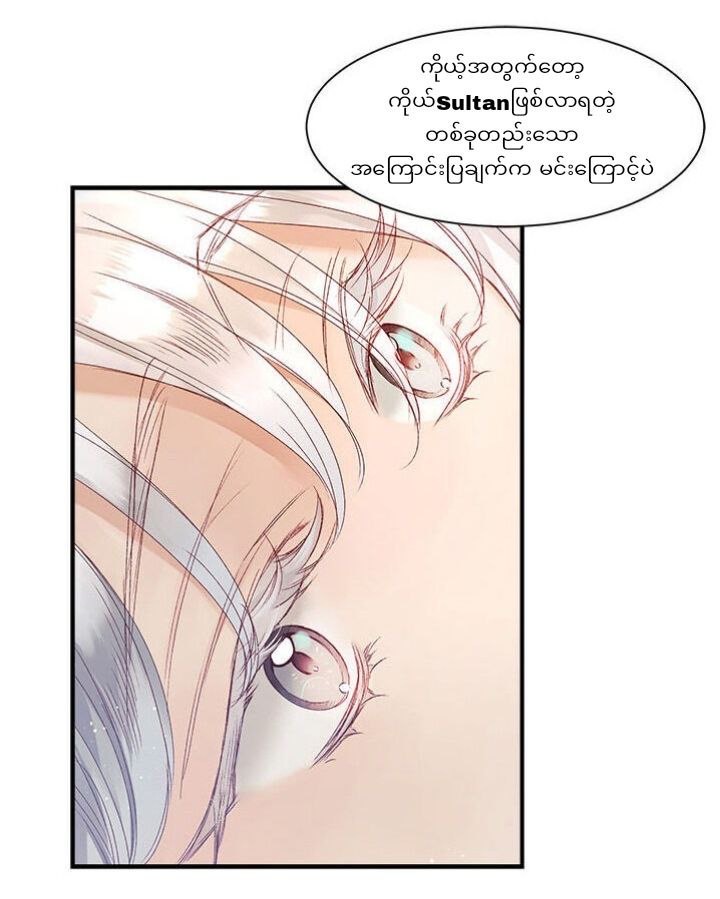 ကိုယ့်အတွက်တော့
ကိုယ်Sultanဖြစ်လာရတဲ့
တစ်ခုတည်းသော
အကြောင်းပြချက်က မင်းကြောင့်ပဲ